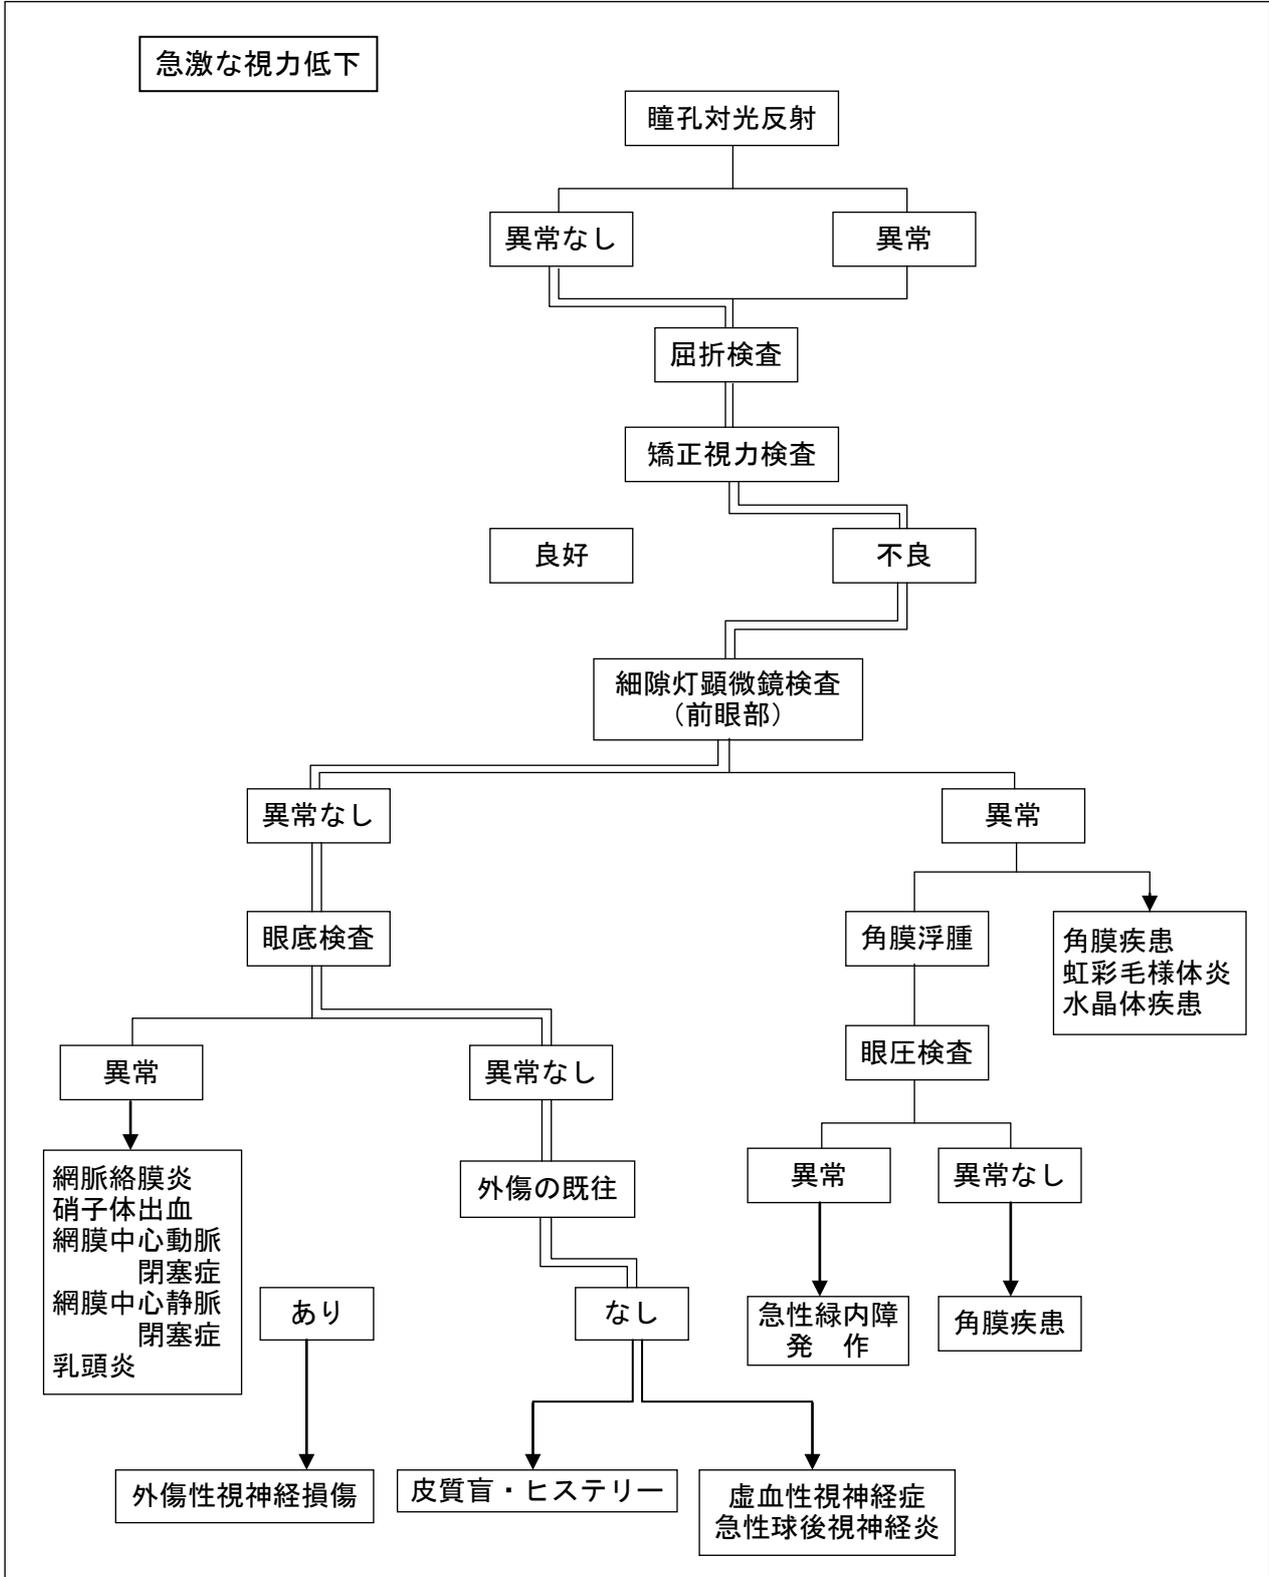 急激な視力低下
瞳孔対光反射
異常なし
異常
屈折検査
矯正視力検査
良好
不良
細隙灯顕微鏡検査
（前眼部）
異常なし
異常
眼底検査
角膜浮腫
角膜疾患
虹彩毛様体炎
水晶体疾患
眼圧検査
異常
異常なし
異常
異常なし
網脈絡膜炎
硝子体出血
網膜中心動脈
閉塞症
網膜中心静脈
閉塞症
乳頭炎
外傷の既往
あり
なし
急性緑内障
発　作
角膜疾患
外傷性視神経損傷
皮質盲・ヒステリー
虚血性視神経症
急性球後視神経炎